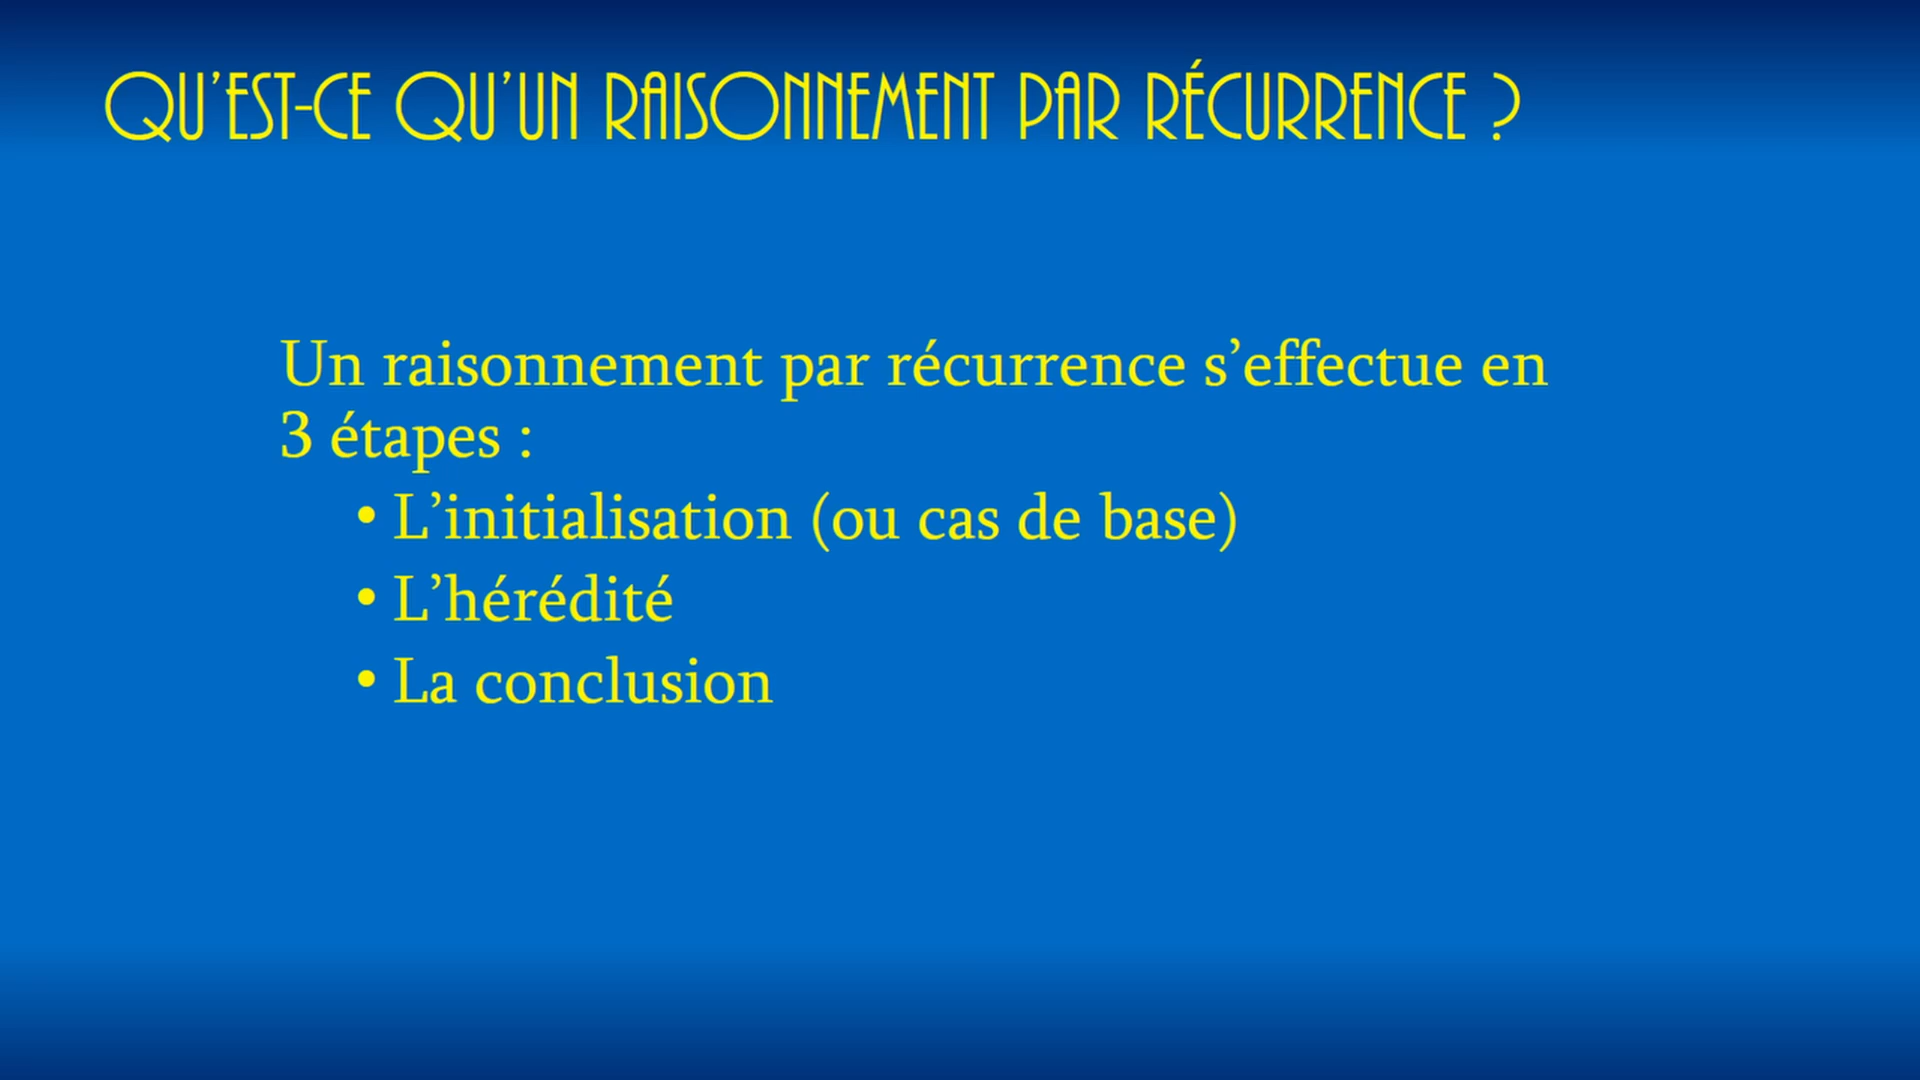 QU’EST-CE QU’UN RAISONNEMENT PAR RÉCURRENCE ?
Un raisonnement par récurrence s’effectue en
3 étapes :
• L’initialisation (ou cas de base)
• L’hérédité
• La conclusion